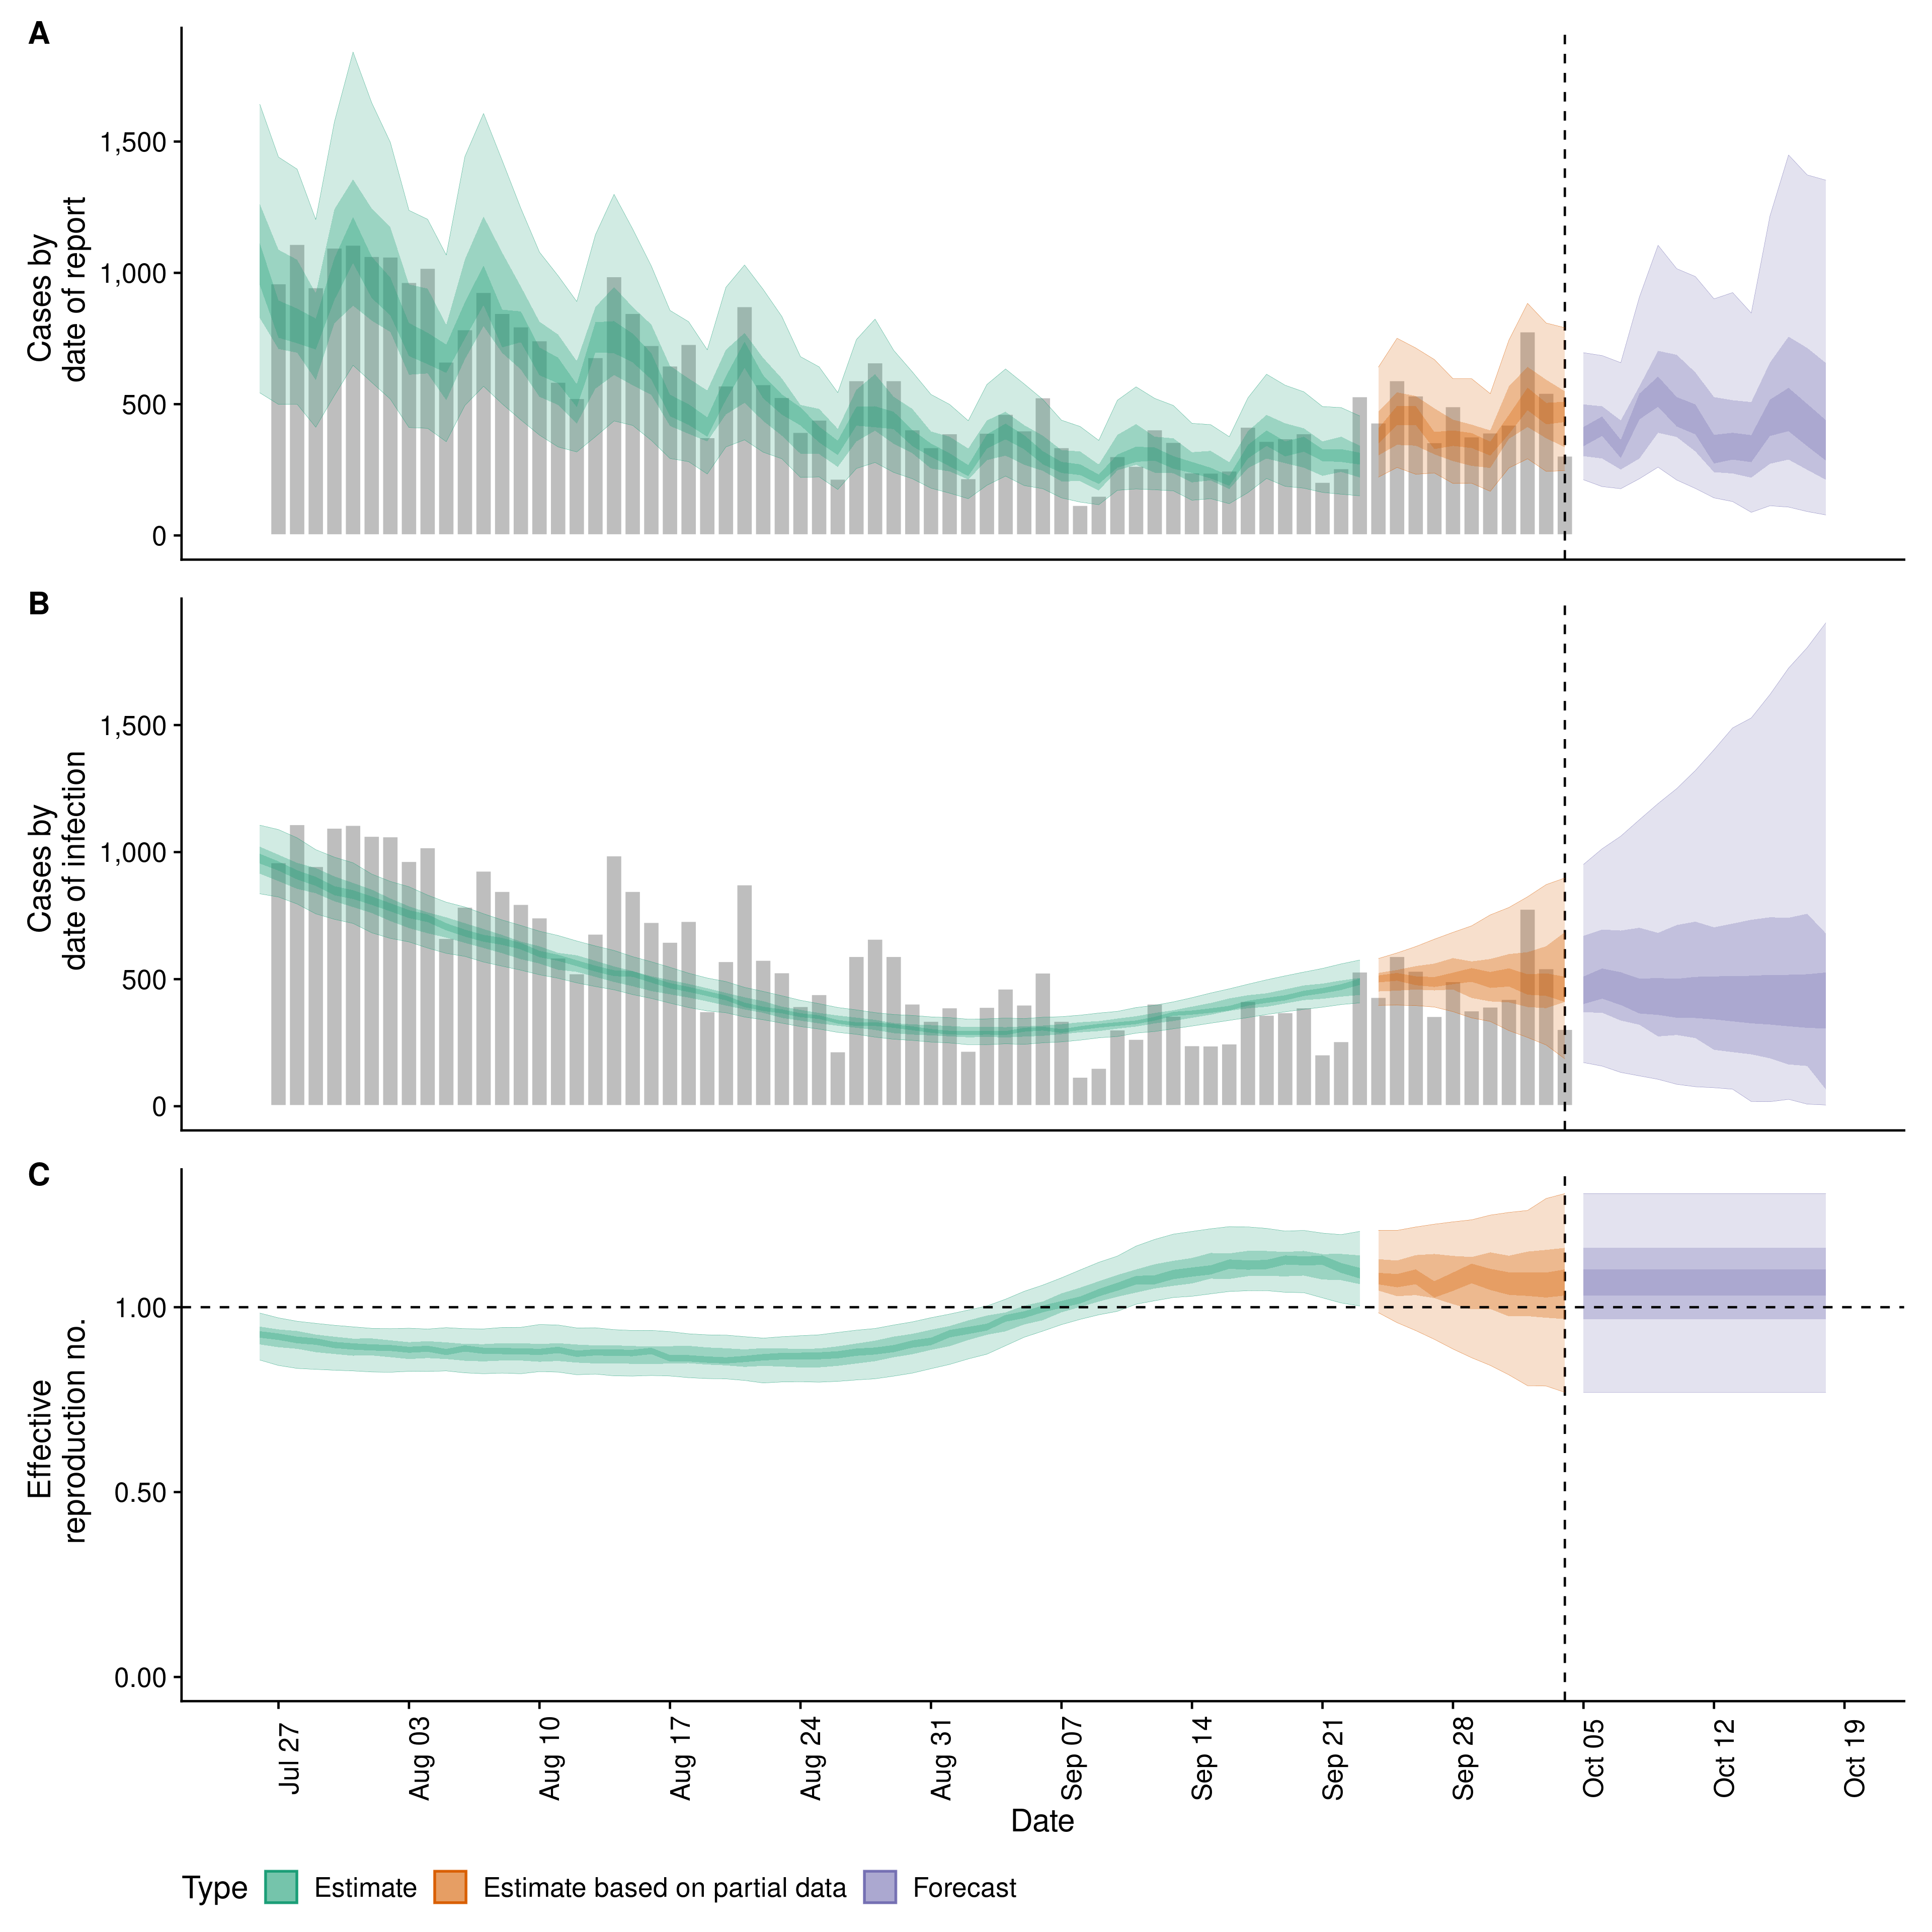 A
Cases by
date of report
1,500
1,000
500
0
B
Cases by
date of infection
1,500
1,000
500
0
C
Effective
reproduction no.
1.00
0.50
0.00
Jul 27
Aug 03
Aug 10
Aug 17
Aug 24
Aug 31
Sep 07
Sep 14
Sep 21
Sep 28
Oct 05
Oct 12
Oct 19
Date
Type Estimate Estimate based on partial data Forecast